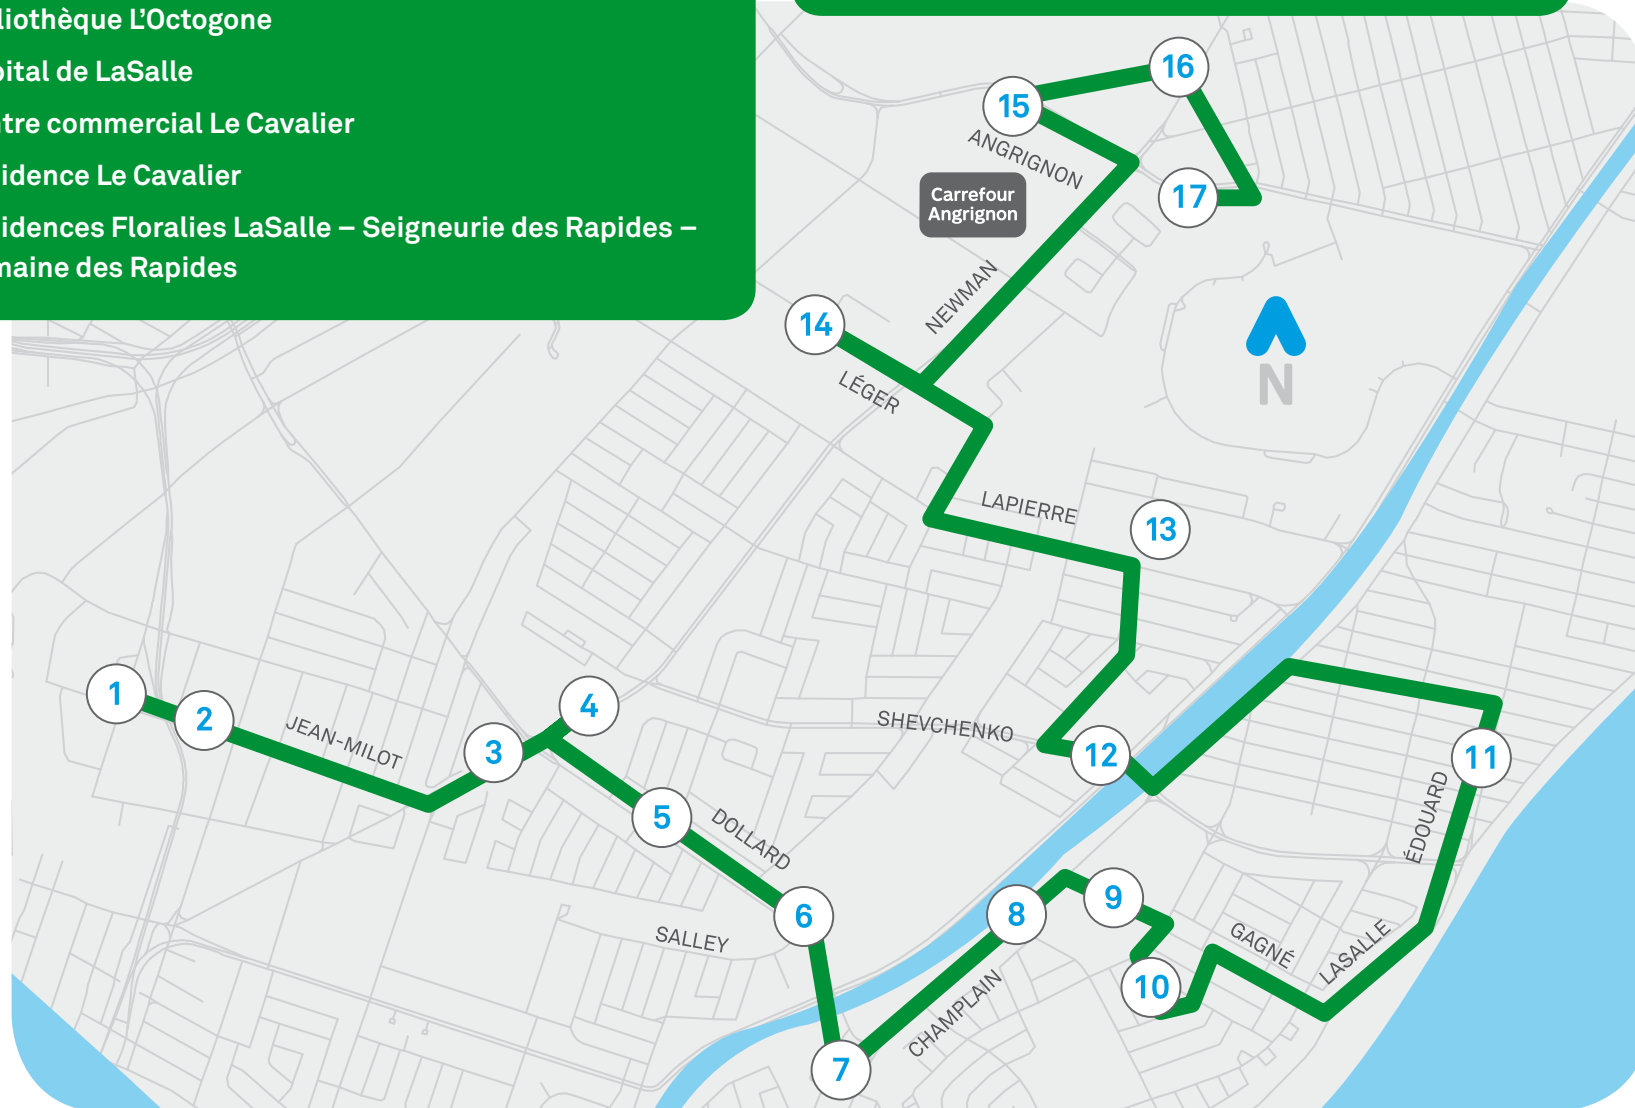 liothèque L'Octogone
pital de LaSalle
ntre commercial Le Cavalier
idence Le Cavalier
idences Floralies LaSalle – Seigneurie des Rapides –
maine des Rapides
16
15
ANGRIGNON
17
Carrefour
Angrignon
NEWMAN
14
N
LÉGER
LAPIERRE
13
1
2
JEAN-MILOT
3
4
SHEVCHENKO
12
11
5
DOLLARD
ÉDOUARD
6
8
9
SALLEY
GAGNÉ
LASALLE
10
CHAMPLAIN
7